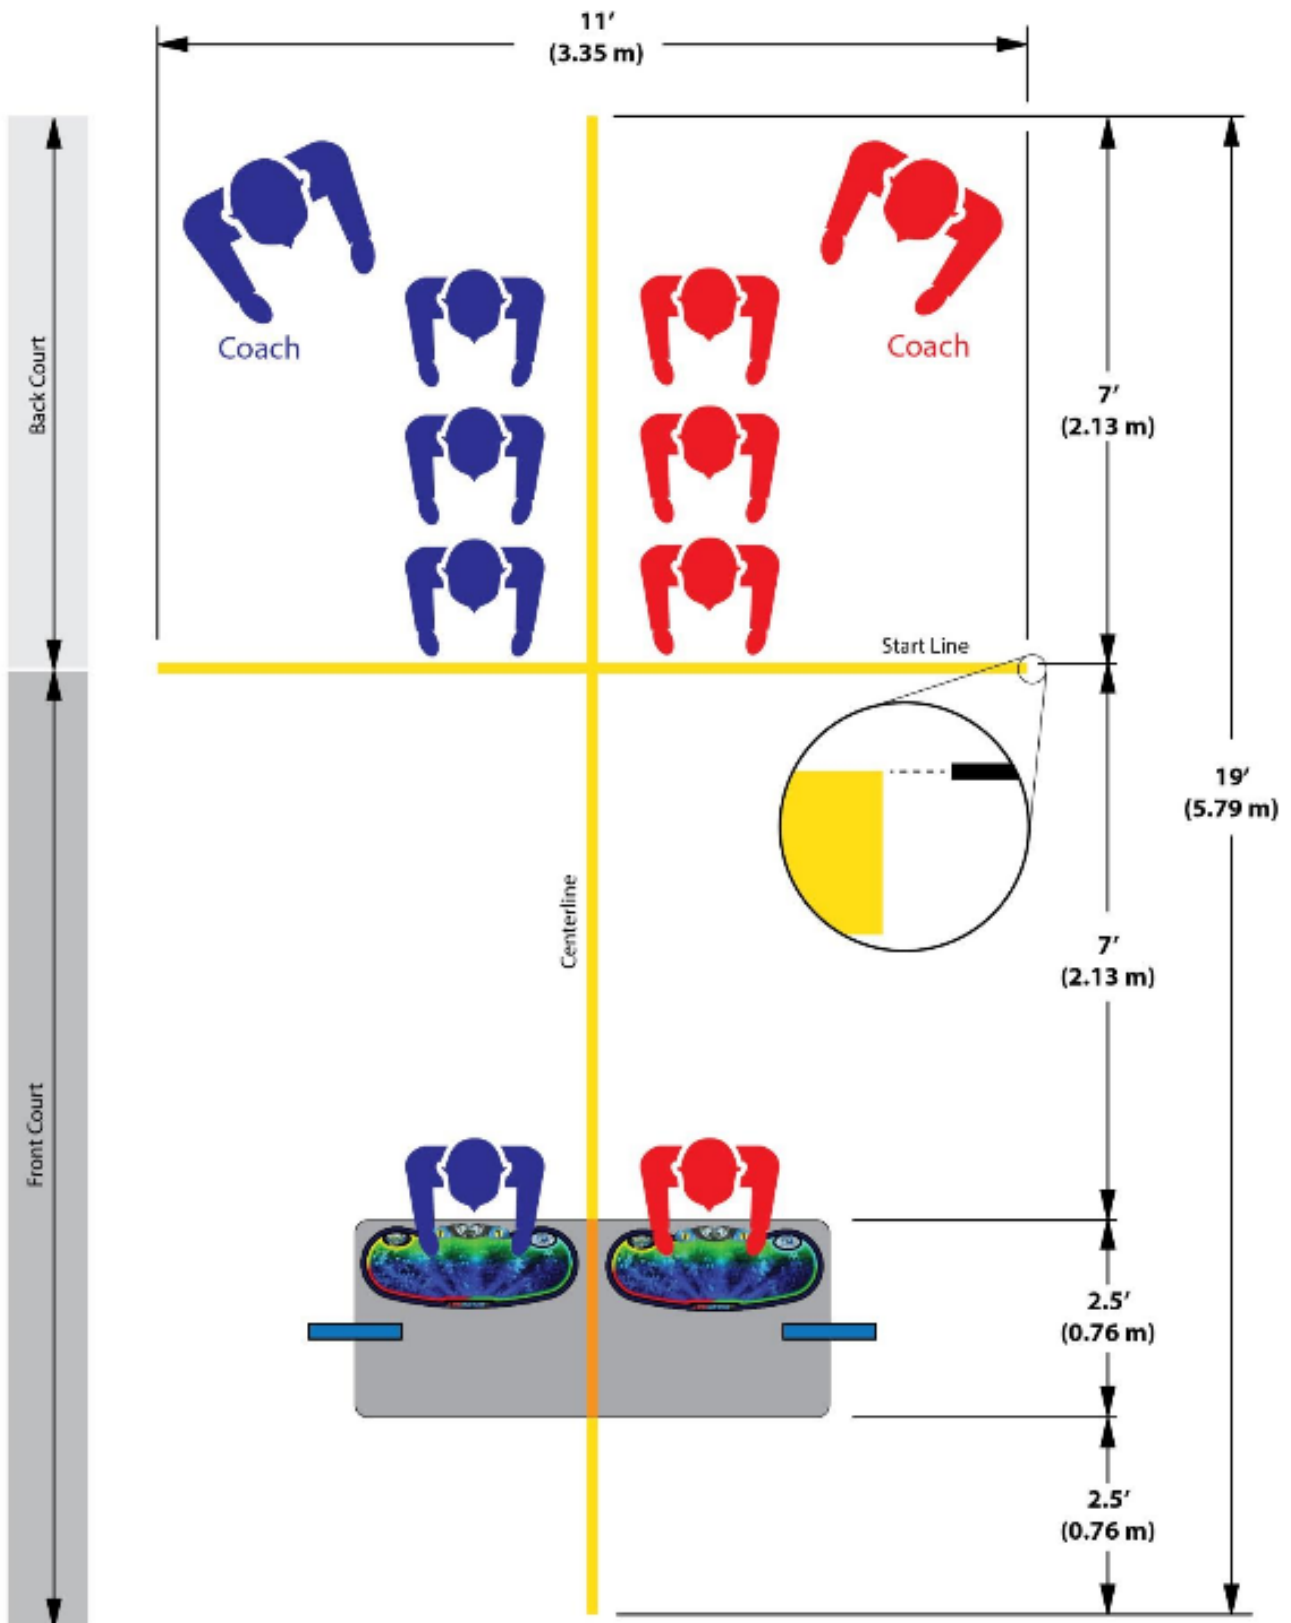 11′
(3.35 m)
Back Court
Coach
Coach
7′
(2.13 m)
Start Line
19′
(5.79 m)
Centerline
7′
(2.13 m)
Front Court
2.5′
(0.76 m)
2.5′
(0.76 m)